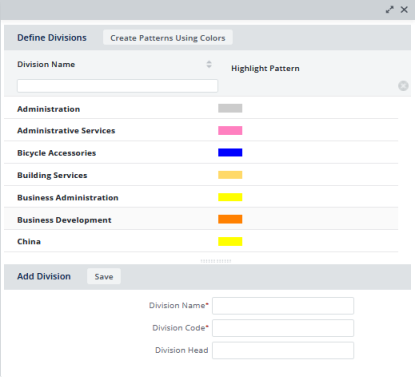 Define Divisions Create Patterns Using Colors
Division Name Highlight Pattern
Administration
Administrative Services
Bicycle Accessories
Building Services
Business Administration
Business Development
China
Add Division Save
Division Name*
Division Code*
Division Head